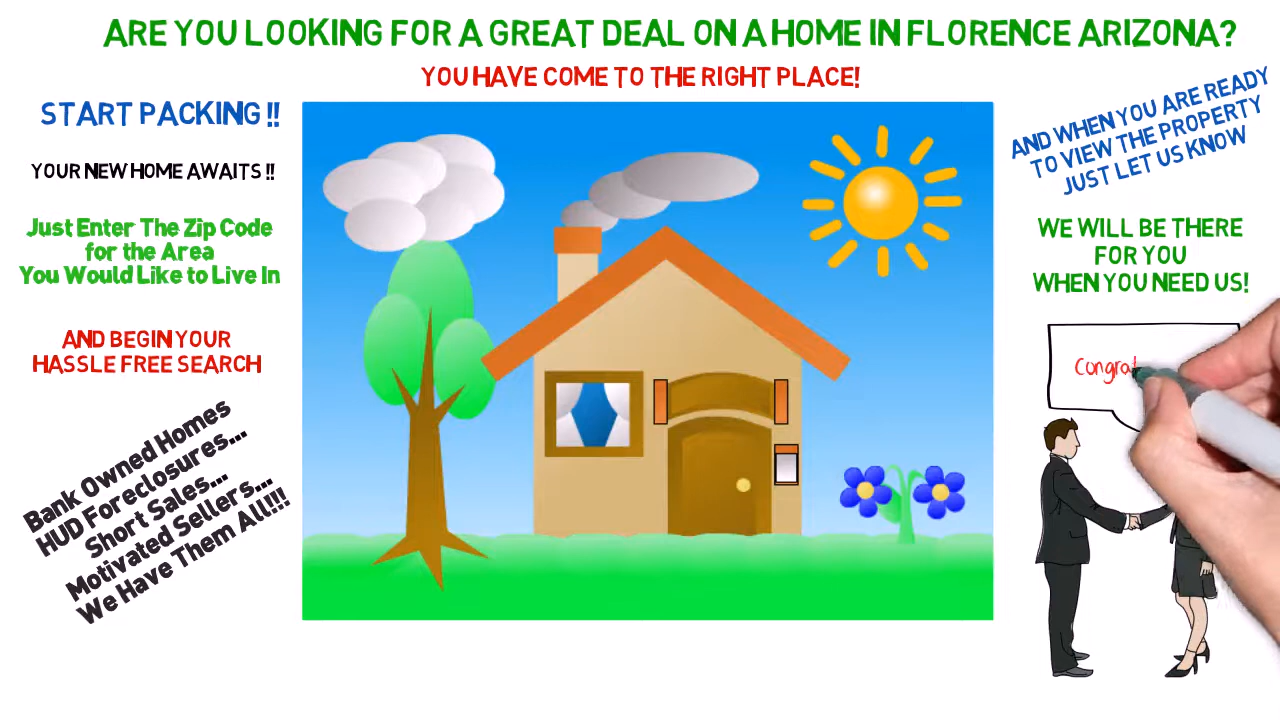 ARE YOU LOOKING FOR A GREAT DEAL ON A HOME IN FLORENCE ARIZONA?
YOU HAVE COME TO THE RIGHT PLACE!
START PACKING !!
YOUR NEW HOME AWAITS !!
Just Enter The Zip Code
for the Area
You Would Like to Live In
AND BEGIN YOUR
HASSLE FREE SEARCH
Bank Owned Homes
HUD Foreclosures...
Short Sales...
Motivated Sellers...
We Have Them All!!!
AND WHEN YOU ARE READY
TO VIEW THE PROPERTY
JUST LET US KNOW
WE WILL BE THERE
FOR YOU
WHEN YOU NEED US!
Congrat